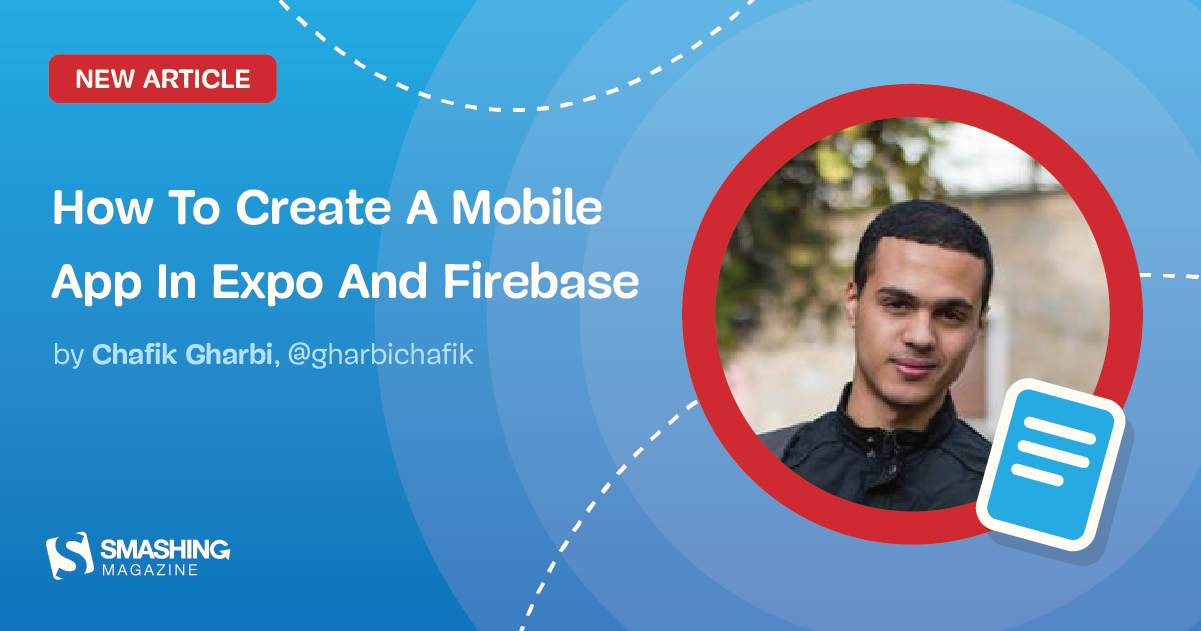 NEW ARTICLE
How To Create A Mobile
App In Expo And Firebase
by Chafik Gharbi, @gharbichafik
SMASHING
MAGAZINE